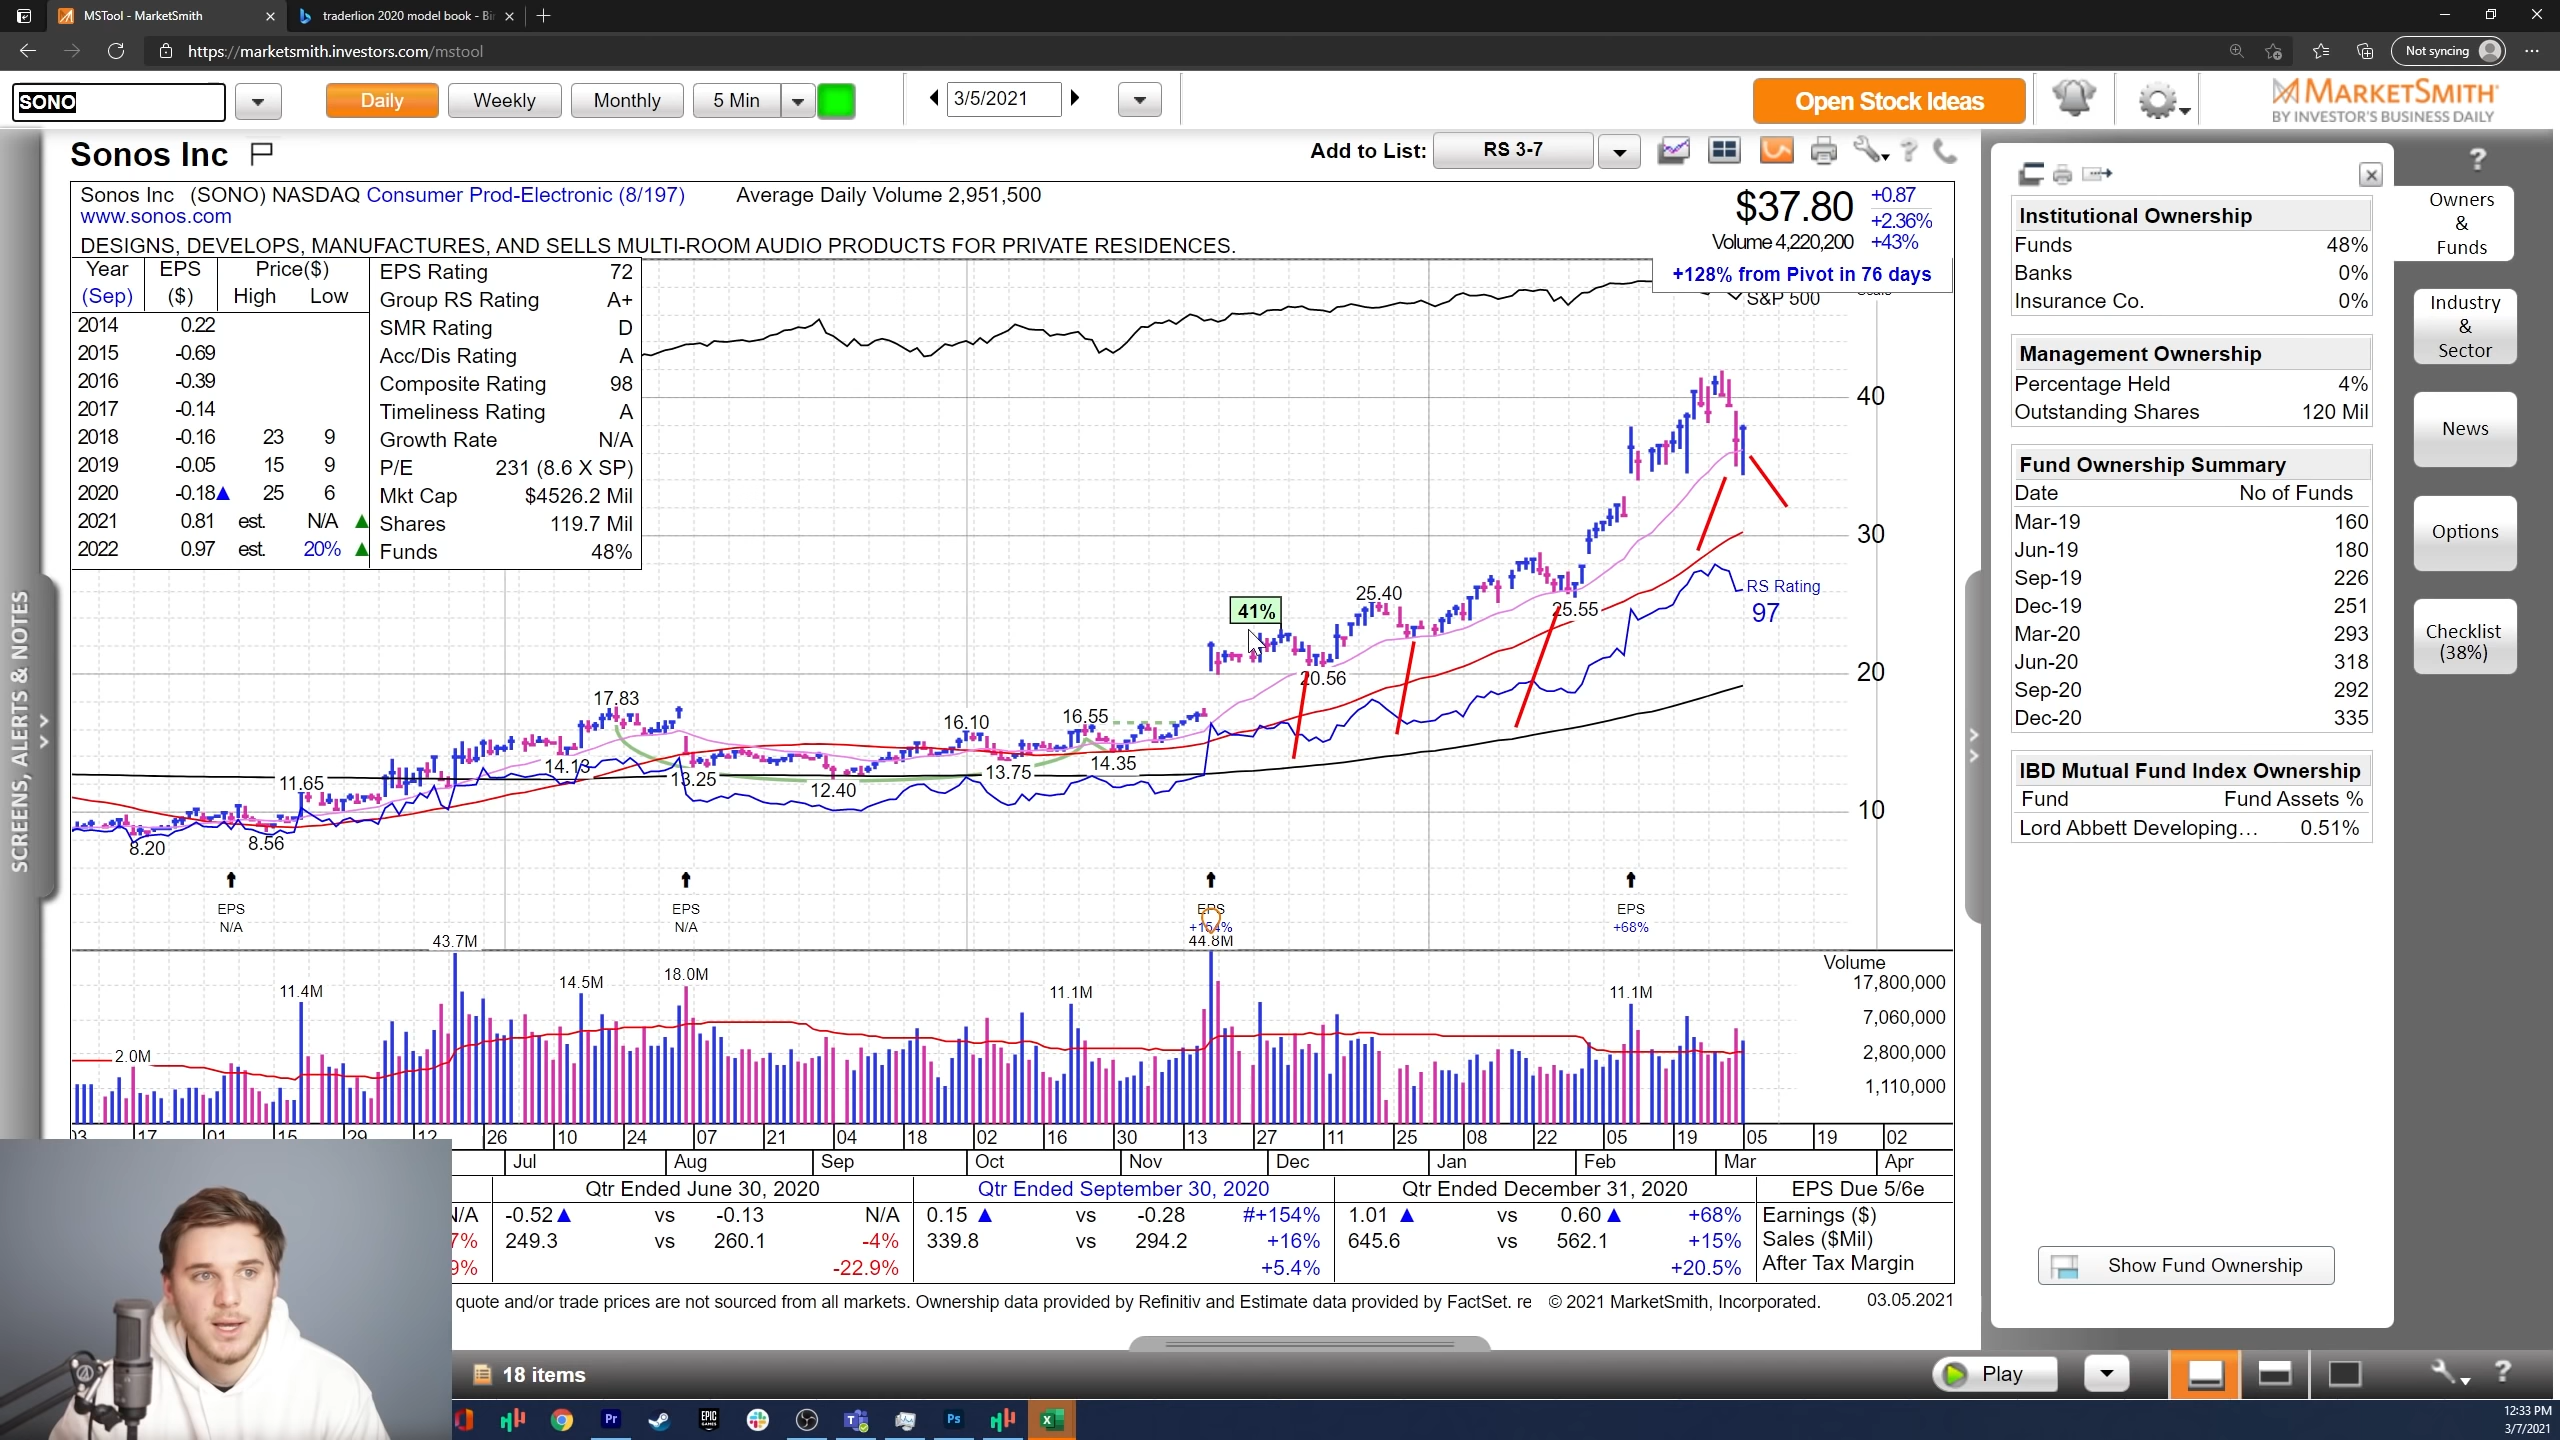 MSTool - MarketSmith
traderlion 2020 model book - Bi
https://marketsmith.investors.com/mstool
Not syncing
SONO
Daily
Weekly
Monthly
5 Min
3/5/2021
Open Stock Ideas
MARKETSMITH
BY INVESTOR'S BUSINESS DAILY
Sonos Inc
Add to List:
RS 3-7
Sonos Inc (SONO) NASDAQ Consumer Prod-Electronic (8/197) Average Daily Volume 2,951,500
www.sonos.com
DESIGNS, DEVELOPS, MANUFACTURES, AND SELLS MULTI-ROOM AUDIO PRODUCTS FOR PRIVATE RESIDENCES.
$37.80 +0.87
+2.36%
Volume 4,220,200 +43%
+128% from Pivot in 76 days
S&P 500
Year EPS Price($)
(Sep) ($) High Low
2014 0.22
2015 -0.69
2016 -0.39
2017 -0.14
2018 -0.16 23 9
2019 -0.05 15 9
2020 -0.18▲ 25 6
2021 0.81 est. N/A ▲
2022 0.97 est. 20% ▲
EPS Rating 72
Group RS Rating A+
SMR Rating D
Acc/Dis Rating A
Composite Rating 98
Timeliness Rating A
Growth Rate N/A
P/E 231 (8.6 X SP)
Mkt Cap $4526.2 Mil
Shares 119.7 Mil
Funds 48%
40
30
20
10
RS Rating
97
41%
25.40
25.55
20.56
17.83
16.10
16.55
14.13
13.25
13.75
14.35
12.40
11.65
8.20
8.56
EPS
N/A
EPS
N/A
EPS
+154%
EPS
+68%
43.7M
44.8M
11.4M
14.5M
18.0M
11.1M
11.1M
2.0M
Volume
17,800,000
7,060,000
2,800,000
1,110,000
17 01 15 29 12 26 10 24 07 21 04 18 02 16 30 13 27 11 25 08 22 05 19 05 19 02
Jul Aug Sep Oct Nov Dec Jan Feb Mar Apr
Qtr Ended June 30, 2020 Qtr Ended September 30, 2020 Qtr Ended December 31, 2020 EPS Due 5/6e
N/A -0.52▲ vs -0.13 N/A 0.15 ▲ vs -0.28 #+154% 1.01 ▲ vs 0.60 ▲ +68% Earnings ($)
7% 249.3 vs 260.1 -4% 339.8 vs 294.2 +16% 645.6 vs 562.1 +15% Sales ($Mil)
9% -22.9% +5.4% +20.5% After Tax Margin
quote and/or trade prices are not sourced from all markets. Ownership data provided by Refinitiv and Estimate data provided by FactSet. re © 2021 MarketSmith, Incorporated. 03.05.2021
SCREENS, ALERTS & NOTES
Institutional Ownership
Funds 48%
Banks 0%
Insurance Co. 0%
Management Ownership
Percentage Held 4%
Outstanding Shares 120 Mil
Fund Ownership Summary
Date No of Funds
Mar-19 160
Jun-19 180
Sep-19 226
Dec-19 251
Mar-20 293
Jun-20 318
Sep-20 292
Dec-20 335
IBD Mutual Fund Index Ownership
Fund Fund Assets %
Lord Abbett Developing... 0.51%
Show Fund Ownership
Owners
&
Funds
Industry
&
Sector
News
Options
Checklist
(38%)
18 items
Play
Pr
EPIC
GAMES
Ps
12:33 PM
3/7/2021